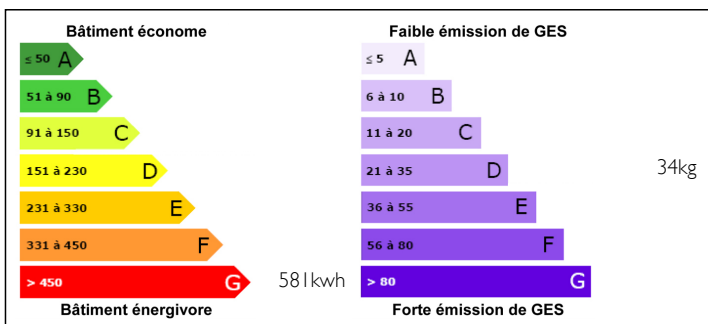 Bâtiment économe
≤ 50 A
51 à 90 B
91 à 150 C
151 à 230 D
231 à 330 E
331 à 450 F
> 450 G
581kwh
Bâtiment énergivore
Faible émission de GES
≤ 5 A
6 à 10 B
11 à 20 C
21 à 35 D
34kg
36 à 55 E
56 à 80 F
> 80 G
Forte émission de GES